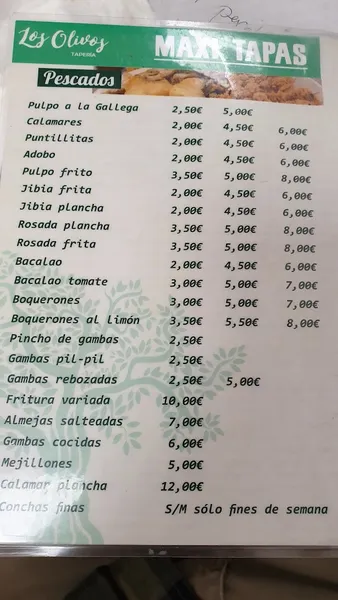 Los Olivos
TAPERÍA
MAXI TAPAS
Pescados
Pulpo a la Gallega 2,50€ 5,00€
Calamares 2,00€ 4,50€ 6,00€
Puntillitas 2,00€ 4,50€ 6,00€
Adobo 2,00€ 4,50€ 6,00€
Pulpo frito 3,50€ 5,00€ 8,00€
Jibia frita 2,00€ 4,50€ 6,00€
Jibia plancha 2,00€ 4,50€ 6,00€
Rosada plancha 3,50€ 5,00€ 8,00€
Rosada frita 3,50€ 5,00€ 8,00€
Bacalao 2,00€ 4,50€ 6,00€
Bacalao tomate 3,00€ 5,00€ 7,00€
Boquerones 3,00€ 5,00€ 7,00€
Boquerones al limón 3,50€ 5,50€ 8,00€
Pincho de gambas 2,50€
Gambas pil-pil 2,50€
Gambas rebozadas 2,50€ 5,00€
Fritura variada 10,00€
Almejas salteadas 7,00€
Gambas cocidas 6,00€
Mejillones 5,00€
Calamar plancha 12,00€
Conchas finas S/M sólo fines de semana